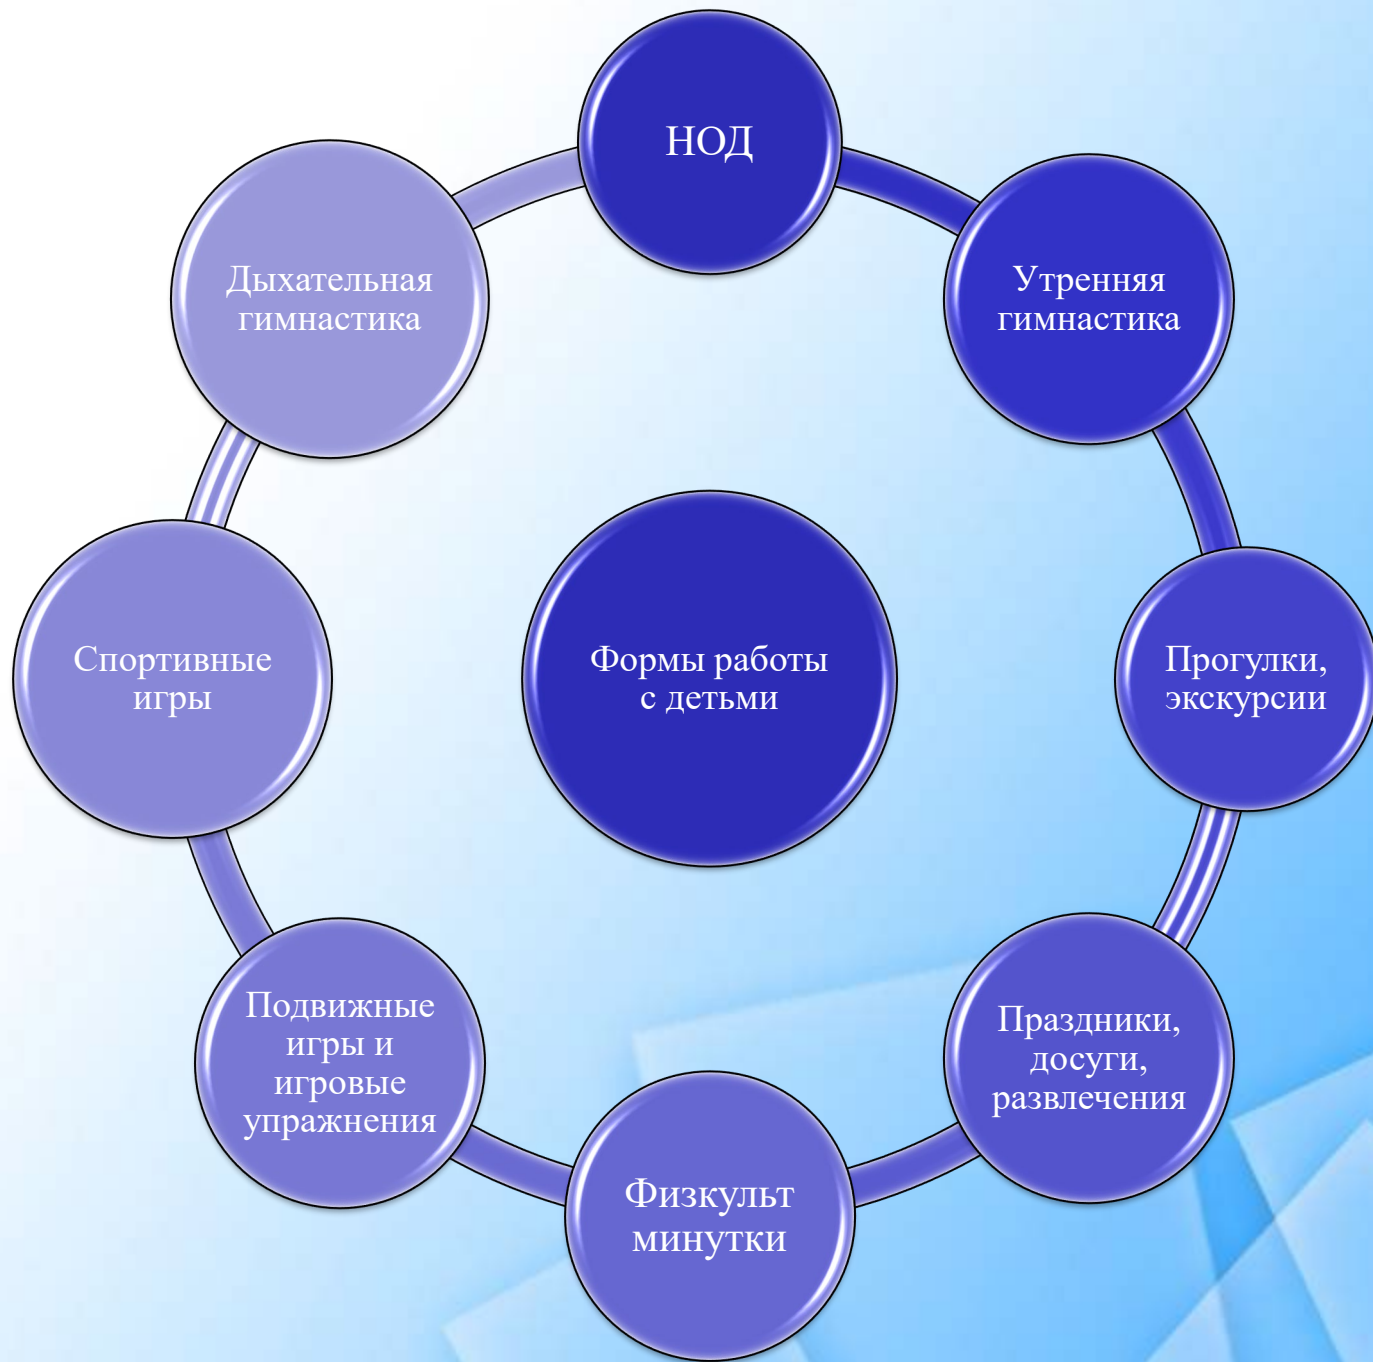 НОД
Утренняя
гимнастика
Прогулки,
экскурсии
Праздники,
досуги,
развлечения
Физкульт
минутки
Подвижные
игры и
игровые
упражнения
Спортивные
игры
Дыхательная
гимнастика
Формы работы
с детьми